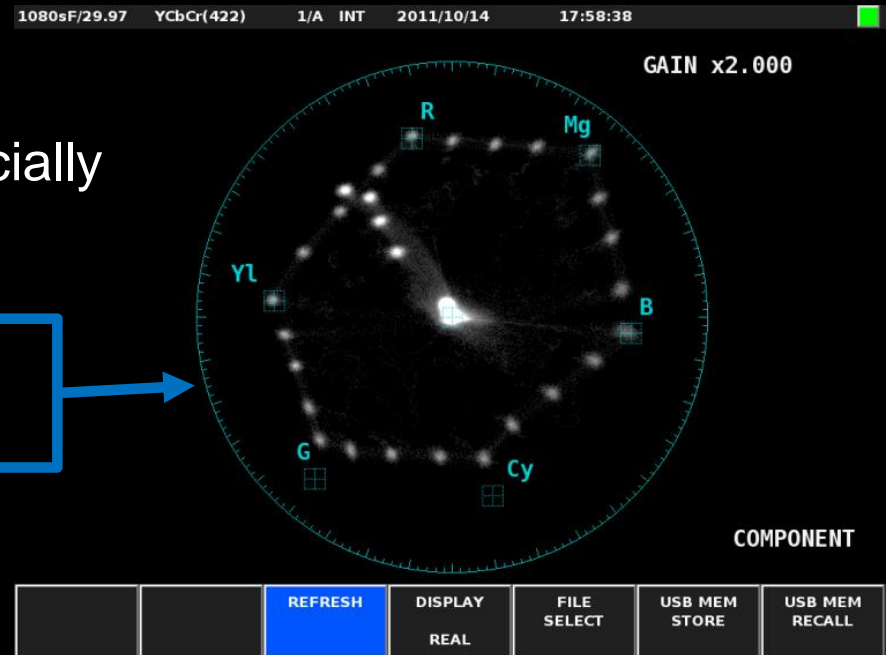 1080sF/29.97 YCbCr(422) 1/A INT 2011/10/14 17:58:38
GAIN x2.000
R
Mg
cially
Yl
B
G
Cy
COMPONENT
REFRESH
DISPLAY
REAL
FILE
SELECT
USB MEM
STORE
USB MEM
RECALL